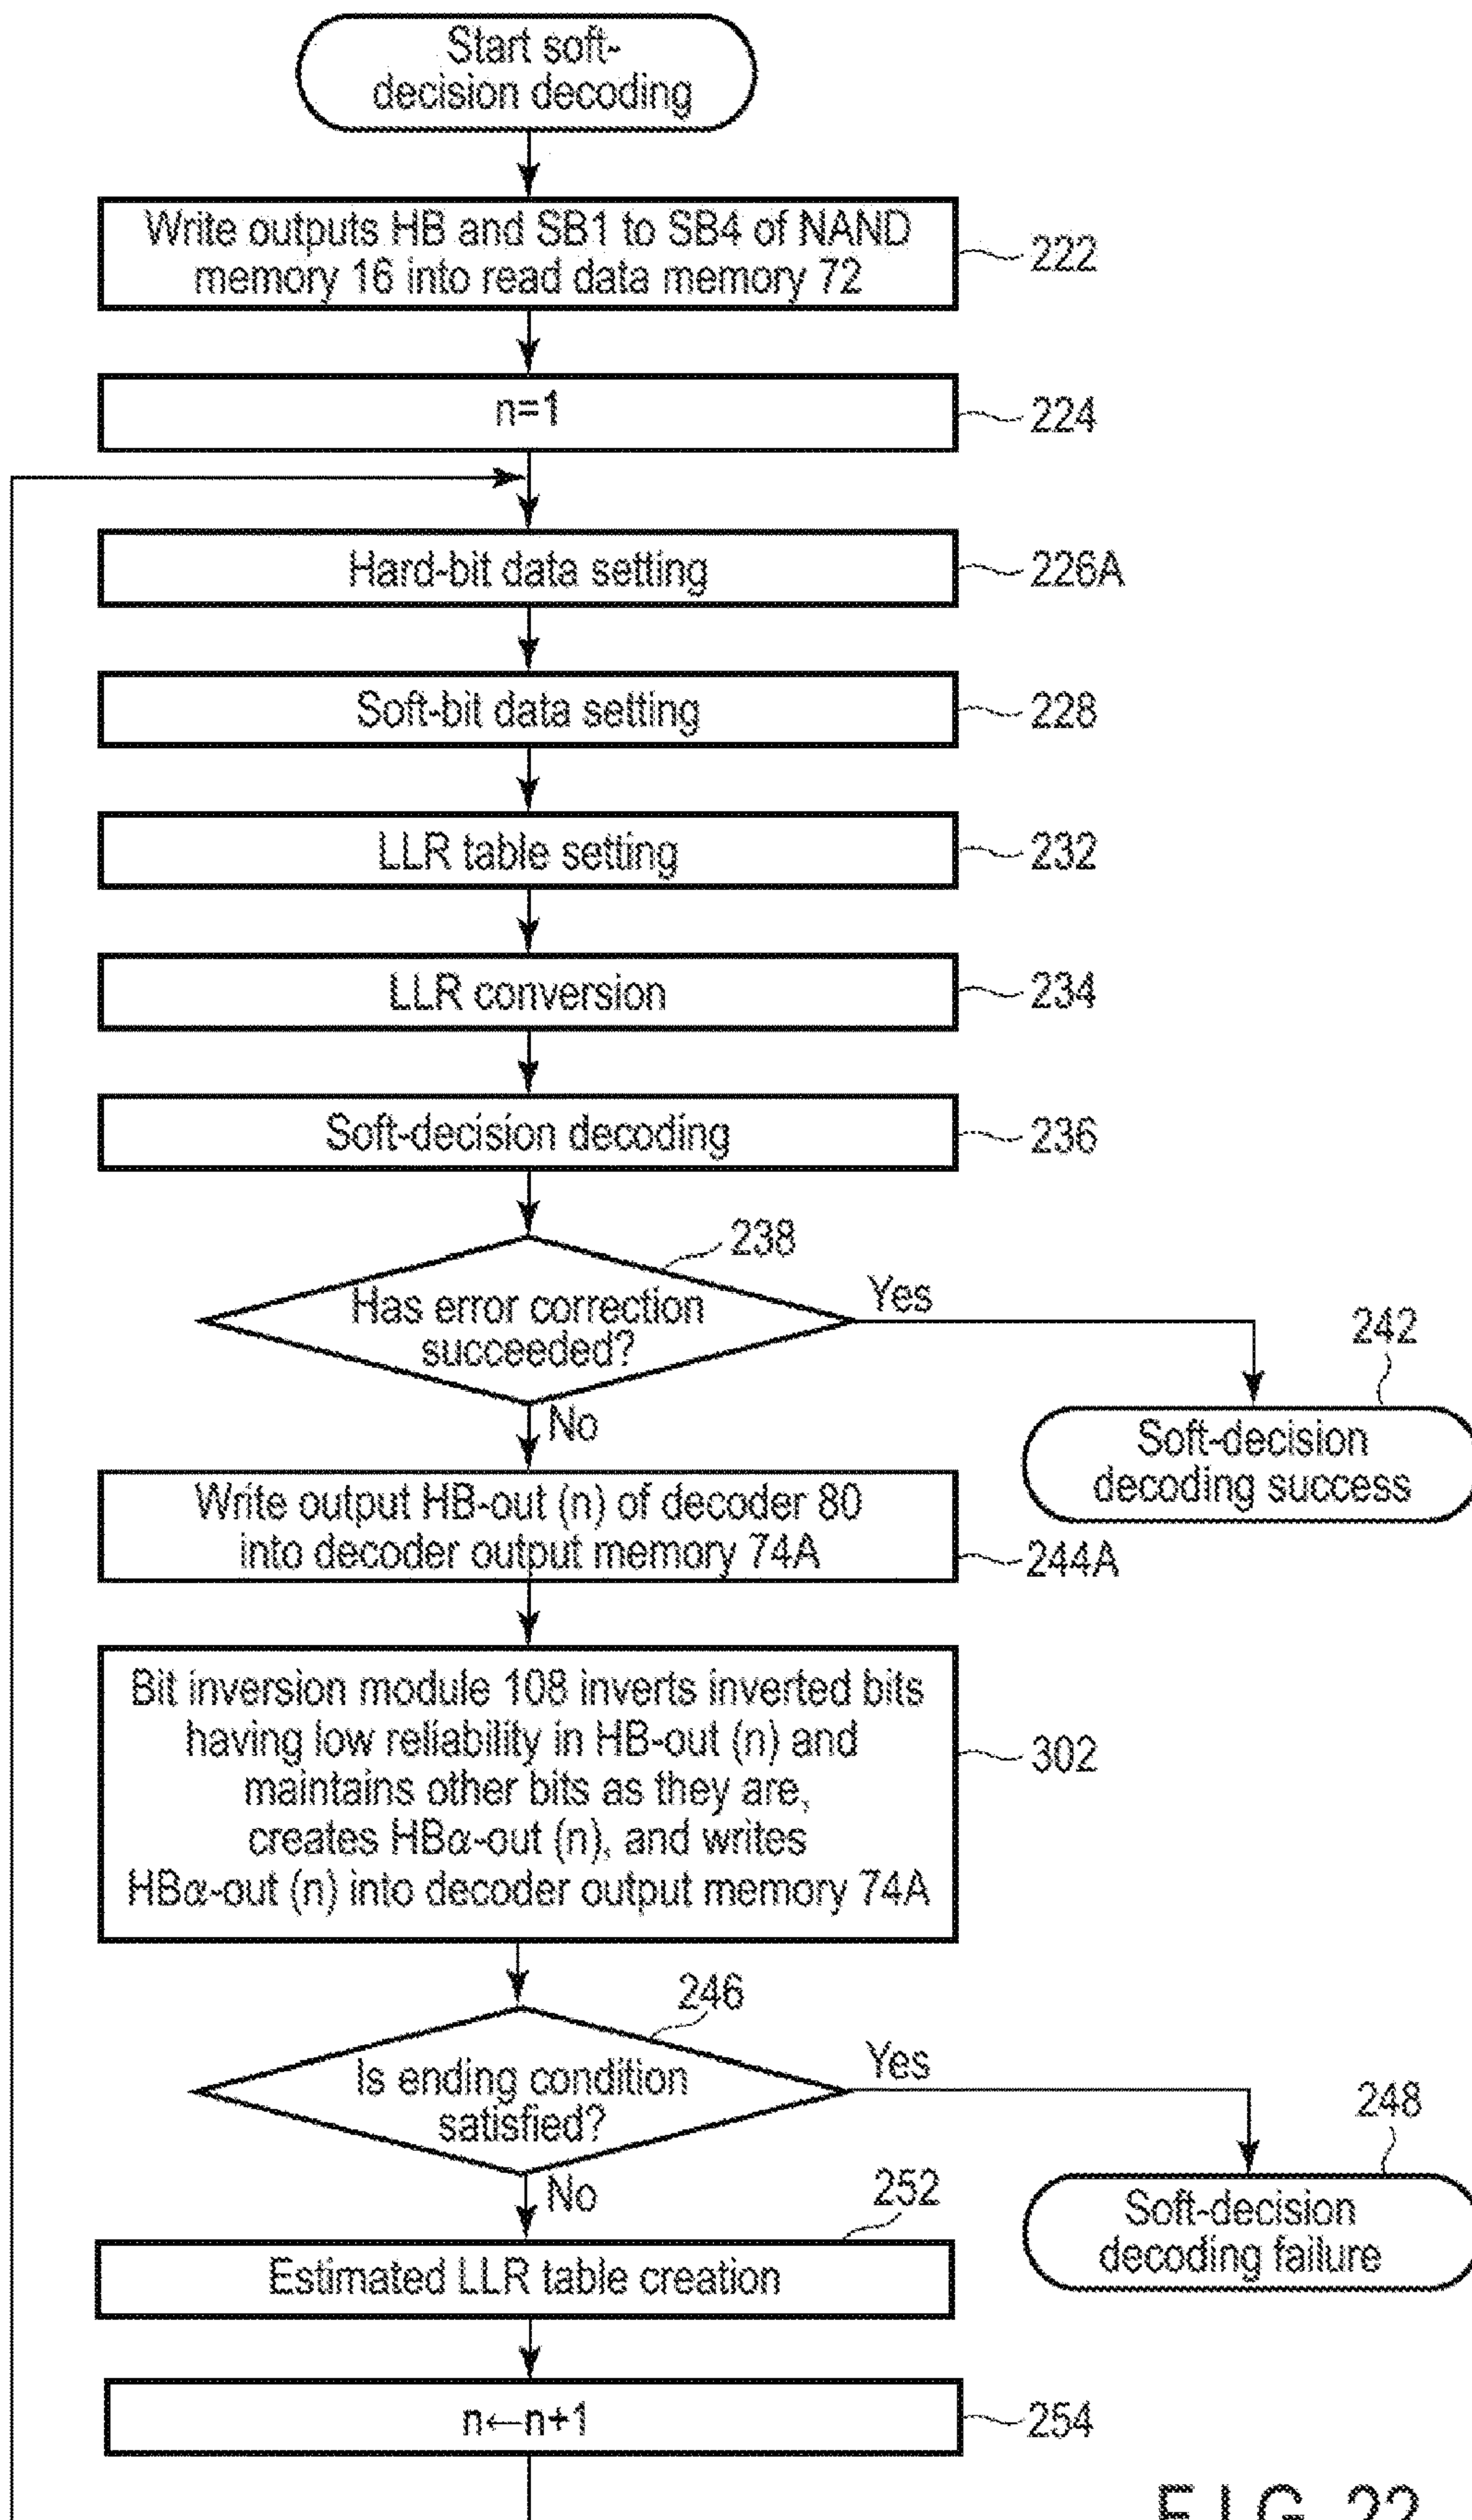 Start soft-
decision decoding
Write outputs HB and SB1 to SB4 of NAND
memory 16 into read data memory 72
222
n=1
224
Hard-bit data setting
226A
Soft-bit data setting
228
LLR table setting
232
LLR conversion
234
Soft-decision decoding
236
238
Has error correction
succeeded?
Yes
No
242
Soft-decision
decoding success
Write output HB-out (n) of decoder 80
into decoder output memory 74A
244A
Bit inversion module 108 inverts inverted bits
having low reliability in HB-out (n) and
maintains other bits as they are,
creates HBα-out (n), and writes
HBα-out (n) into decoder output memory 74A
302
246
Is ending condition
satisfied?
Yes
No
248
Soft-decision
decoding failure
252
Estimated LLR table creation
n←n+1
254
FIG. 22